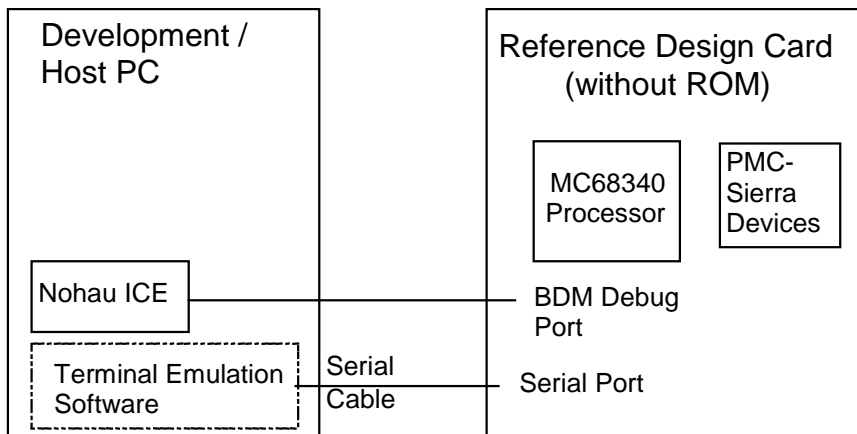 Development /
Host PC
Reference Design Card
(without ROM)
MC68340
Processor
PMC-
Sierra
Devices
Nohau ICE
BDM Debug
Port
Terminal Emulation
Software
Serial
Cable
Serial Port